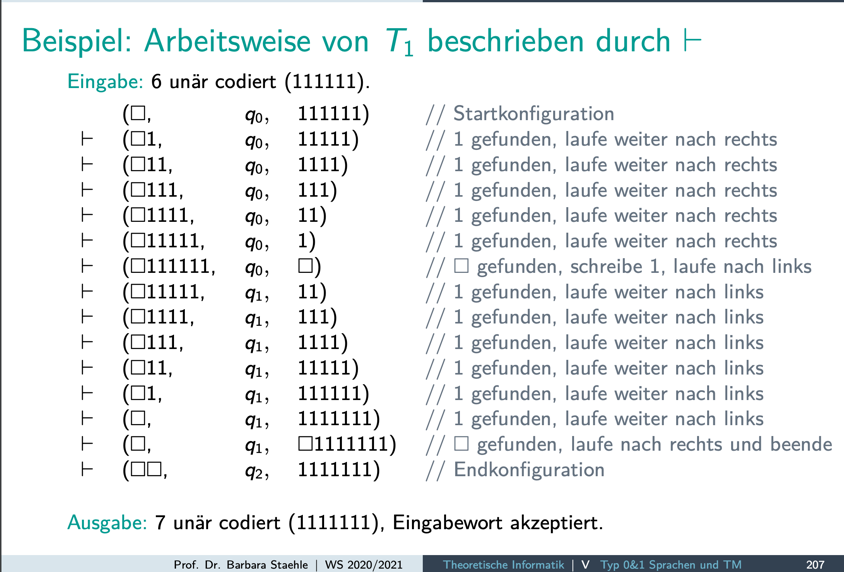 Beispiel: Arbeitsweise von T₁ beschrieben durch ⊢
Eingabe: 6 unär codiert (111111).
(□, q₀, 111111) // Startkonfiguration
⊢ (□1, q₀, 11111) // 1 gefunden, laufe weiter nach rechts
⊢ (□11, q₀, 1111) // 1 gefunden, laufe weiter nach rechts
⊢ (□111, q₀, 111) // 1 gefunden, laufe weiter nach rechts
⊢ (□1111, q₀, 11) // 1 gefunden, laufe weiter nach rechts
⊢ (□11111, q₀, 1) // 1 gefunden, laufe weiter nach rechts
⊢ (□111111, q₀, □) // □ gefunden, schreibe 1, laufe nach links
⊢ (□11111, q₁, 11) // 1 gefunden, laufe weiter nach links
⊢ (□1111, q₁, 111) // 1 gefunden, laufe weiter nach links
⊢ (□111, q₁, 1111) // 1 gefunden, laufe weiter nach links
⊢ (□11, q₁, 11111) // 1 gefunden, laufe weiter nach links
⊢ (□1, q₁, 111111) // 1 gefunden, laufe weiter nach links
⊢ (□, q₁, 1111111) // 1 gefunden, laufe weiter nach links
⊢ (□, q₁, □1111111) // □ gefunden, laufe nach rechts und beende
⊢ (□□, q₂, 1111111) // Endkonfiguration
Ausgabe: 7 unär codiert (1111111), Eingabewort akzeptiert.
Prof. Dr. Barbara Staehle | WS 2020/2021 Theoretische Informatik | V Typ 0&1 Sprachen und TM 207